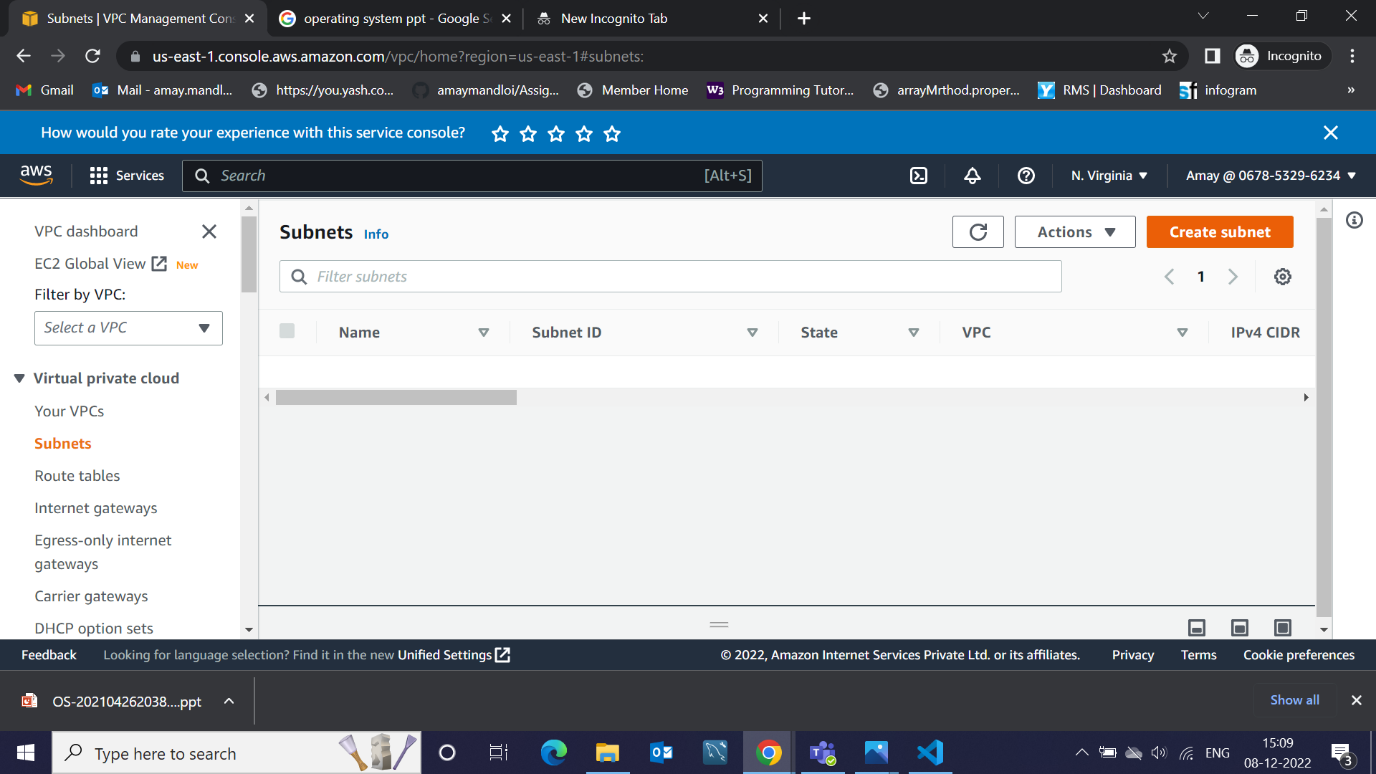 Subnets | VPC Management Con
operating system ppt - Google S
New Incognito Tab
us-east-1.console.aws.amazon.com/vpc/home?region=us-east-1#subnets:
Incognito
Gmail
Mail - amay.mandl...
https://you.yash.co...
amaymandloi/Assig...
Member Home
W3
Programming Tutor...
arrayMrthod.proper...
RMS | Dashboard
infogram
»
How would you rate your experience with this service console?
aws
Services
Search
[Alt+S]
N. Virginia
Amay @ 0678-5329-6234
VPC dashboard
EC2 Global View
New
Filter by VPC:
Select a VPC
Virtual private cloud
Your VPCs
Subnets
Route tables
Internet gateways
Egress-only internet
gateways
Carrier gateways
DHCP option sets
Subnets
Info
Actions
Create subnet
Filter subnets
1
Name
Subnet ID
State
VPC
IPv4 CIDR
Feedback
Looking for language selection? Find it in the new Unified Settings
© 2022, Amazon Internet Services Private Ltd. or its affiliates.
Privacy
Terms
Cookie preferences
OS-202104262038....ppt
Show all
Type here to search
ENG
15:09
08-12-2022
3